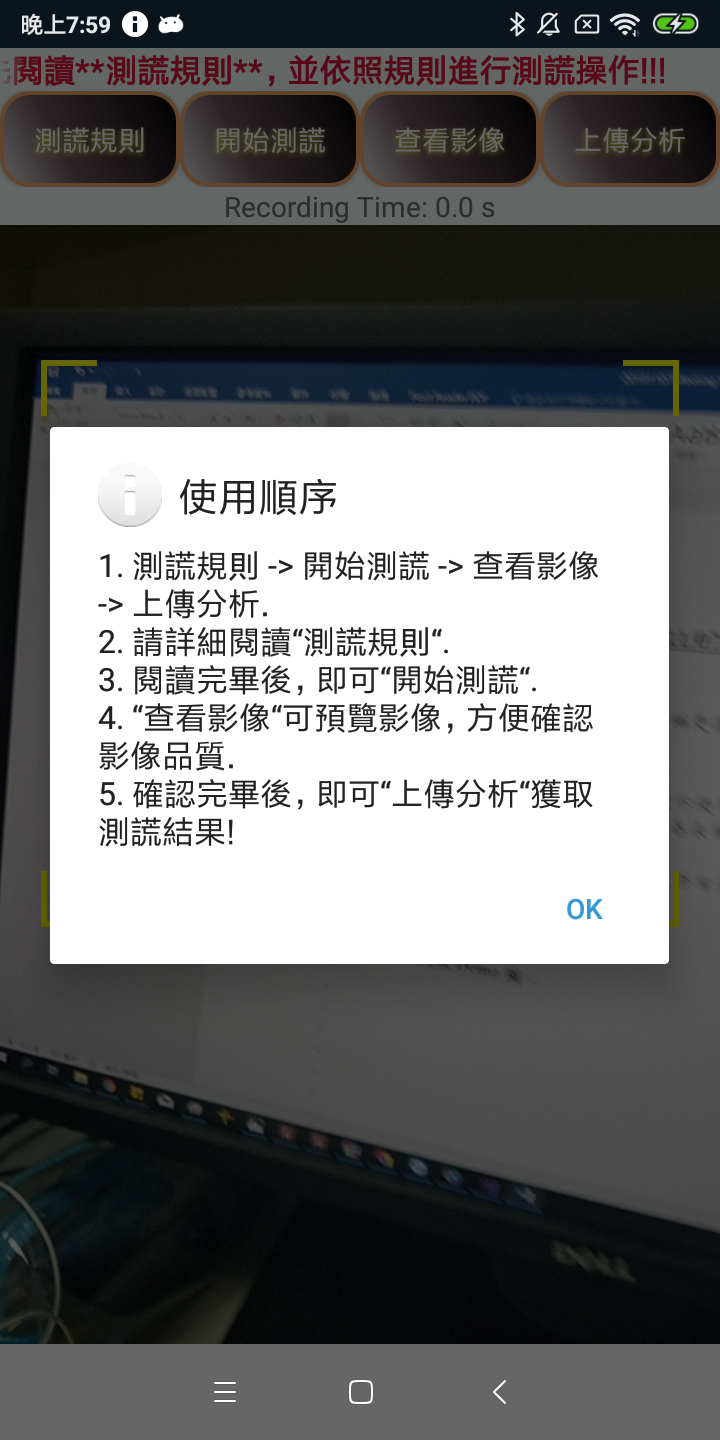 晚上7:59
閱讀**測謊規則**, 並依照規則進行測謊操作!!!
測謊規則 開始測謊 查看影像 上傳分析
Recording Time: 0.0 s
使用順序
1. 測謊規則 -> 開始測謊 -> 查看影像
-> 上傳分析.
2. 請詳細閱讀“測謊規則“.
3. 閱讀完畢後, 即可“開始測謊“.
4. “查看影像“可預覽影像, 方便確認
影像品質.
5. 確認完畢後, 即可“上傳分析“獲取
測謊結果!
OK
DELL